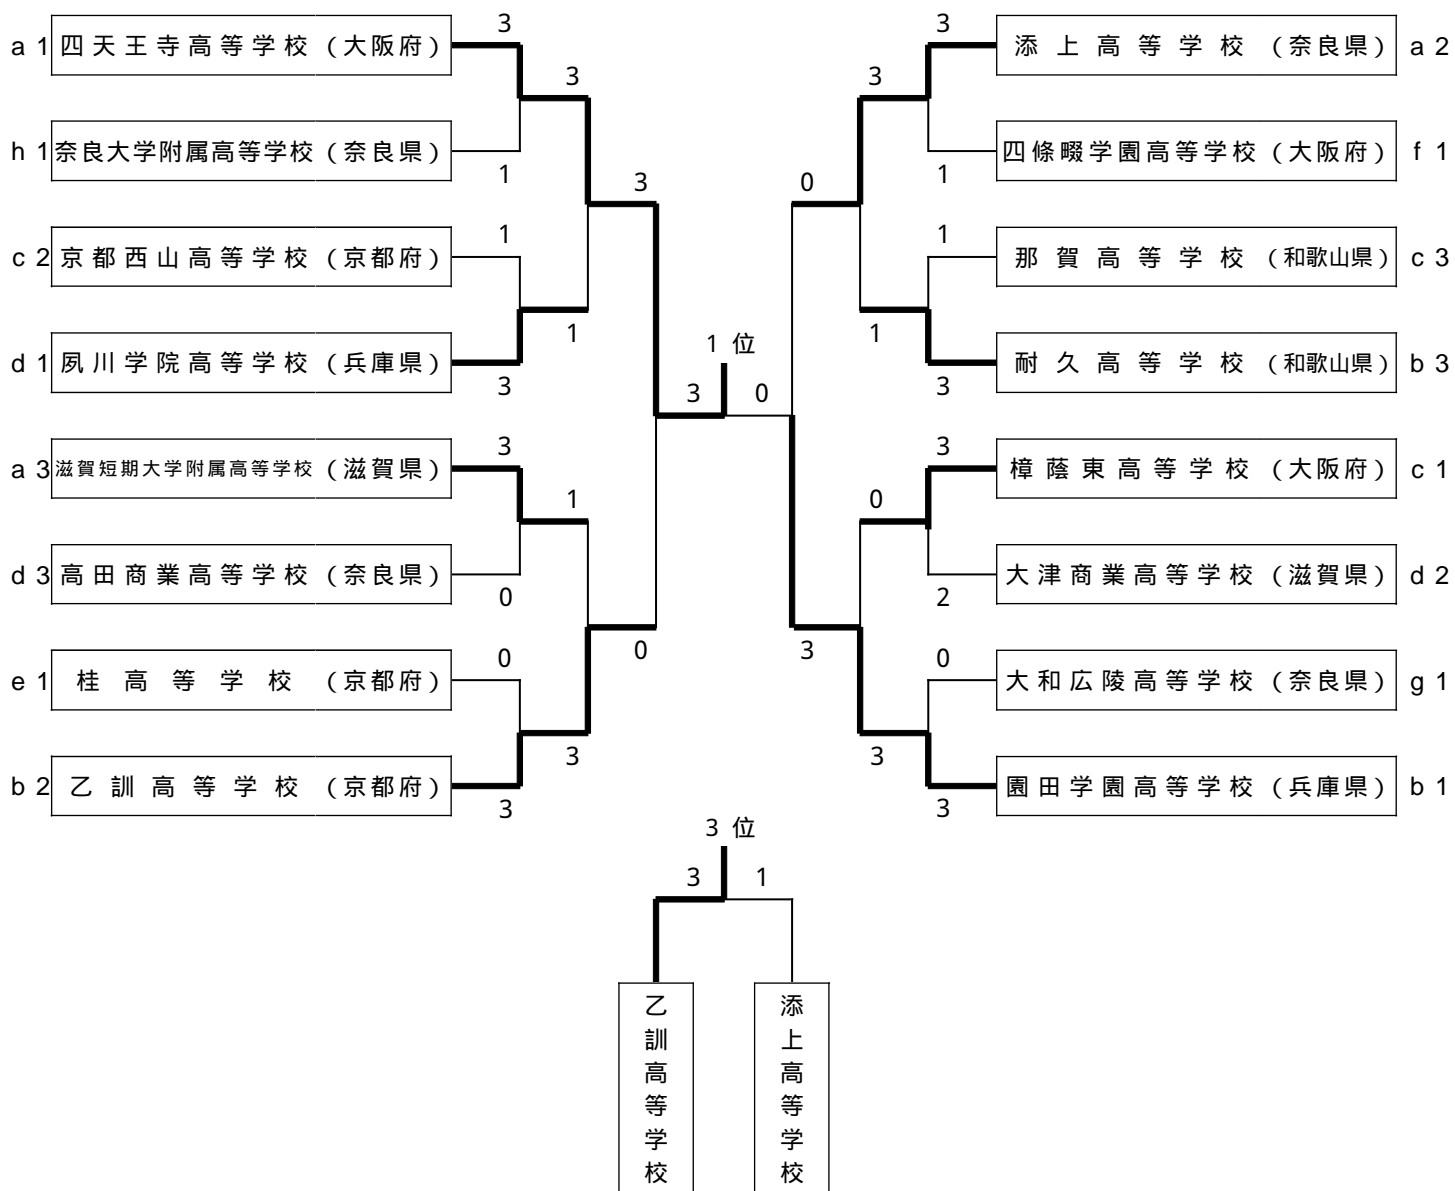 a 1 四天王寺高等学校 (大阪府) 3
3
h 1 奈良大学附属高等学校 (奈良県) 1
3
c 2 京都西山高等学校 (京都府) 1
1
d 1 夙川学院高等学校 (兵庫県) 3
a 3 滋賀短期大学附属高等学校 (滋賀県) 3
1
d 3 高田商業高等学校 (奈良県) 0
0
e 1 桂高等学校 (京都府) 0
3
b 2 乙訓高等学校 (京都府) 3
1 位
3 0
3 添上高等学校 (奈良県) a 2
3
1 四條畷学園高等学校 (大阪府) f 1
0
1 那賀高等学校 (和歌山県) c 3
1
3 耐久高等学校 (和歌山県) b 3
3 樟蔭東高等学校 (大阪府) c 1
0
2 大津商業高等学校 (滋賀県) d 2
3
0 大和広陵高等学校 (奈良県) g 1
3
3 園田学園高等学校 (兵庫県) b 1
3 位
3 1
乙訓高等学校
添上高等学校